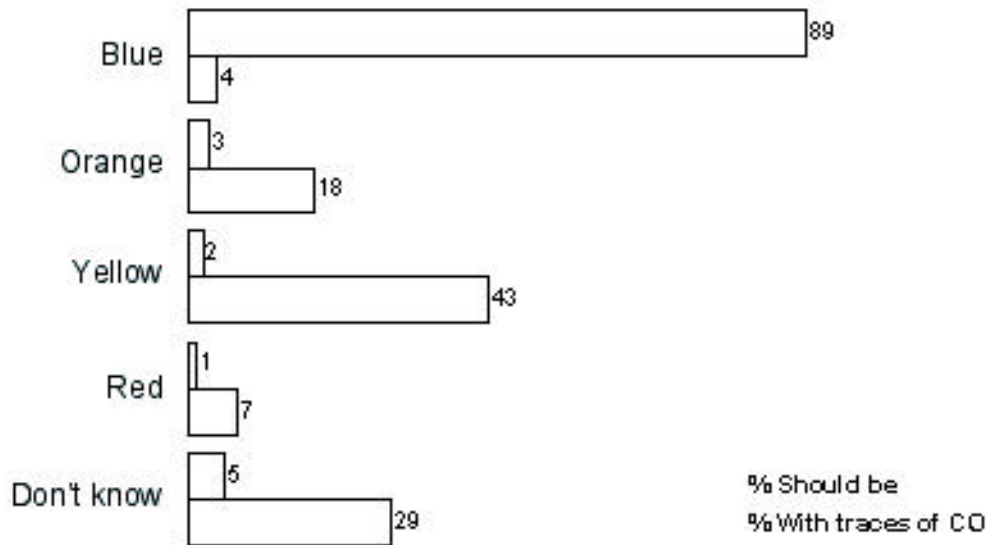 89
Blue
4
3
Orange
18
2
Yellow
43
1
Red
7
5
Don't know
29
% Should be
% With traces of CO